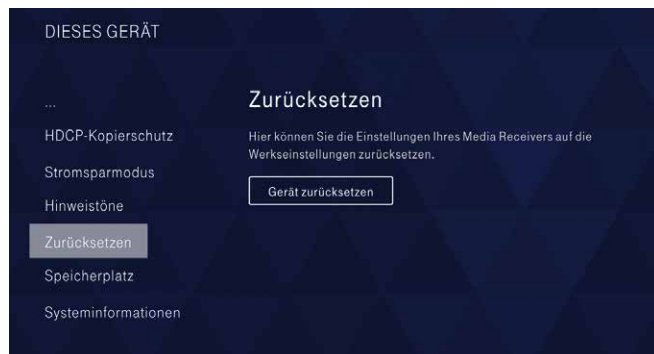 DIESES GERÄT
...
HDCP-Kopierschutz
Stromsparmodus
Hinweistöne
Zurücksetzen
Speicherplatz
Systeminformationen
Zurücksetzen
Hier können Sie die Einstellungen Ihres Media Receivers auf die
Werkseinstellungen zurücksetzen.
Gerät zurücksetzen